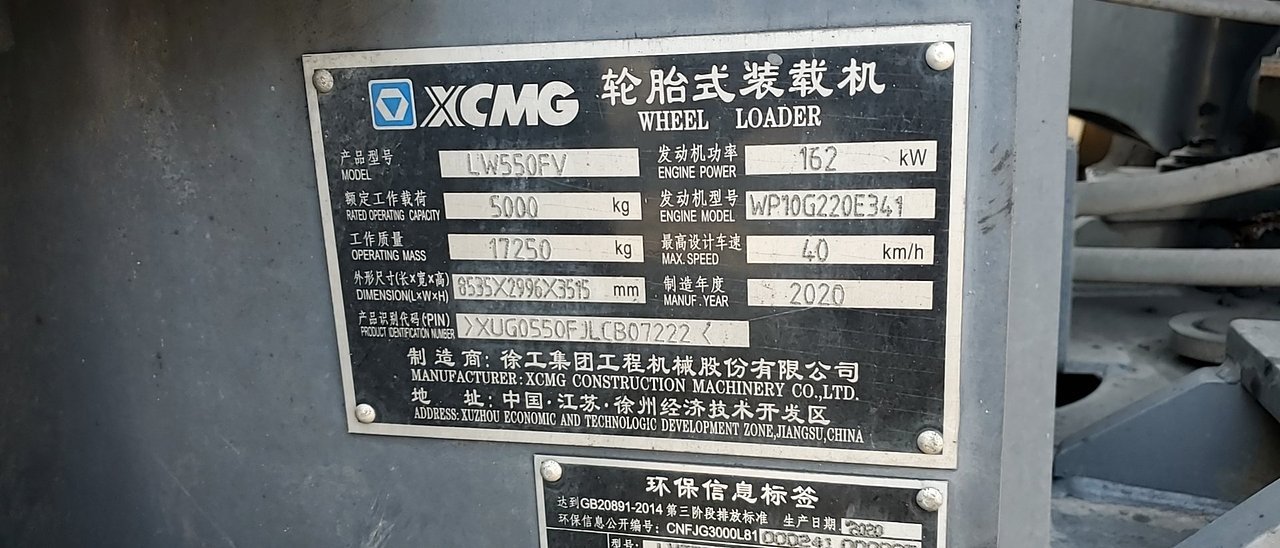 XCMG 轮胎式装载机
WHEEL LOADER
产品型号 LW550FV 发动机功率 162 kW
MODEL ENGINE POWER
额定工作载荷 5000 kg 发动机型号 WP10G220E341
RATED OPERATING CAPACITY ENGINE MODEL
工作质量 17250 kg 最高设计车速 40 km/h
OPERATING MASS MAX. SPEED
外形尺寸(长×宽×高) 8535×2996×3515 mm 制造年度 2020
DIMENSION(L×W×H) MANUF. YEAR
产品识别代码(PIN) >XUG0550FJLCB07222<
PRODUCT IDENTIFICATION NUMBER
制造商:徐工集团工程机械股份有限公司
MANUFACTURER: XCMG CONSTRUCTION MACHINERY CO.,LTD.
地址:中国·江苏·徐州经济技术开发区
ADDRESS: XUZHOU ECONOMIC AND TECHNOLOGIC DEVELOPMENT ZONE,JIANGSU,CHINA
环保信息标签
达到GB20891-2014 第三阶段排放标准 生产日期: 2020
环保信息公开编号: CNFJG3000L81000241
型号: